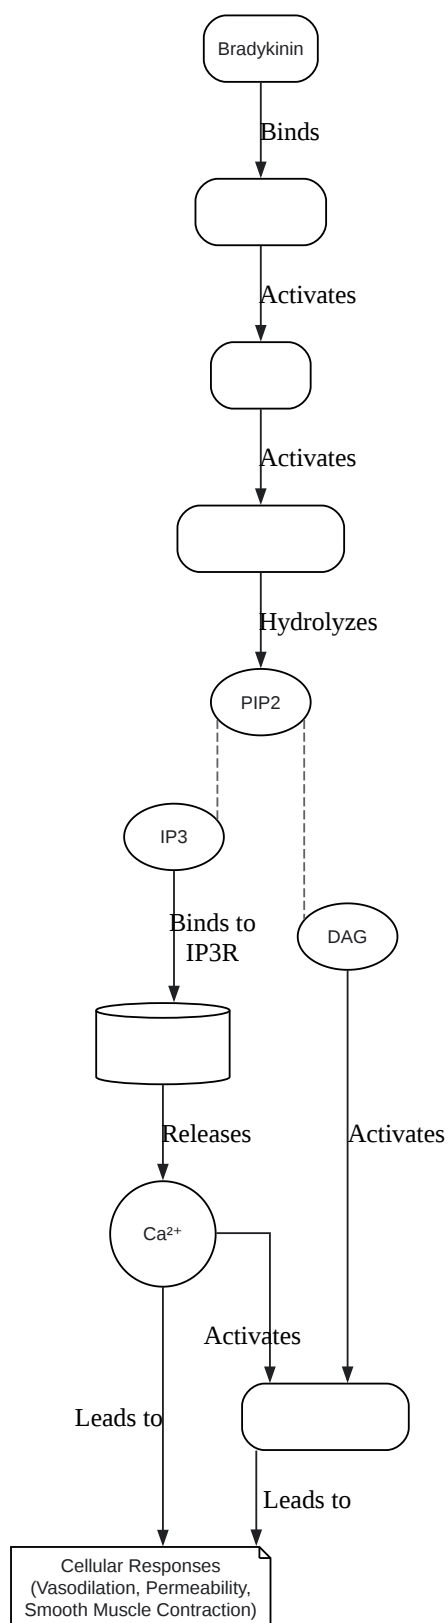 Bradykinin
Binds
Activates
Activates
Hydrolyzes
PIP2
IP3
Binds to
IP3R
DAG
Releases
Activates
Ca²⁺
Activates
Leads to
Leads to
Cellular Responses
(Vasodilation, Permeability,
Smooth Muscle Contraction)